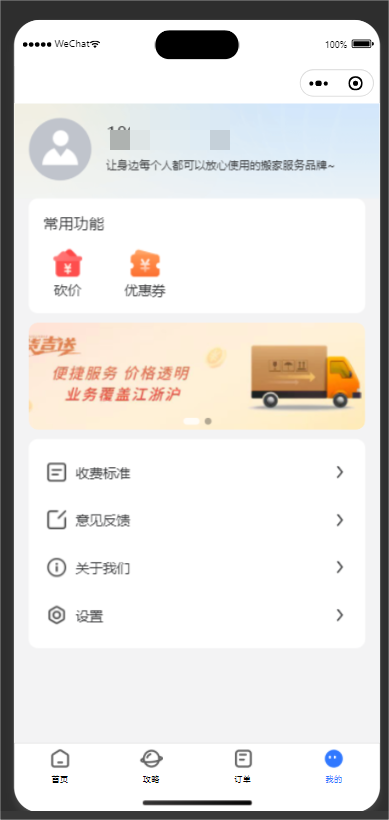 WeChat
100%
让身边每个人都可以放心使用的搬家服务品牌~
常用功能
砍价
优惠券
吉送
便捷服务 价格透明
业务覆盖江浙沪
收费标准
意见反馈
关于我们
设置
首页
攻略
订单
我的